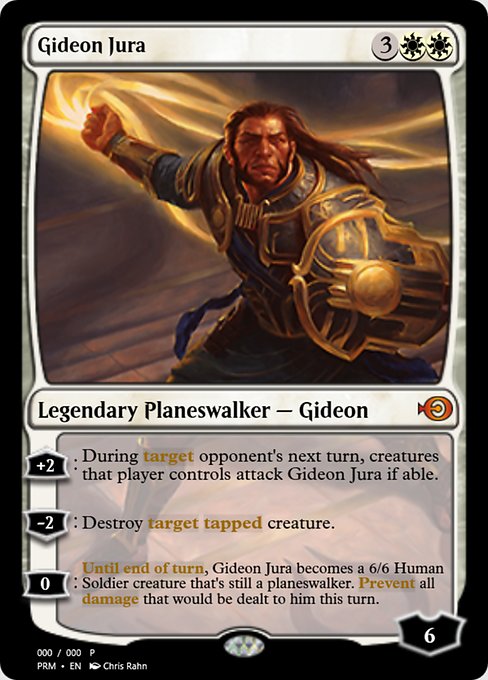 Gideon Jura 3
Legendary Planeswalker — Gideon
+2 : During target opponent's next turn, creatures
that player controls attack Gideon Jura if able.
-2 : Destroy target tapped creature.
Until end of turn, Gideon Jura becomes a 6/6 Human
0 : Soldier creature that's still a planeswalker. Prevent all
damage that would be dealt to him this turn.
6
000 / 000 P
PRM • EN Chris Rahn